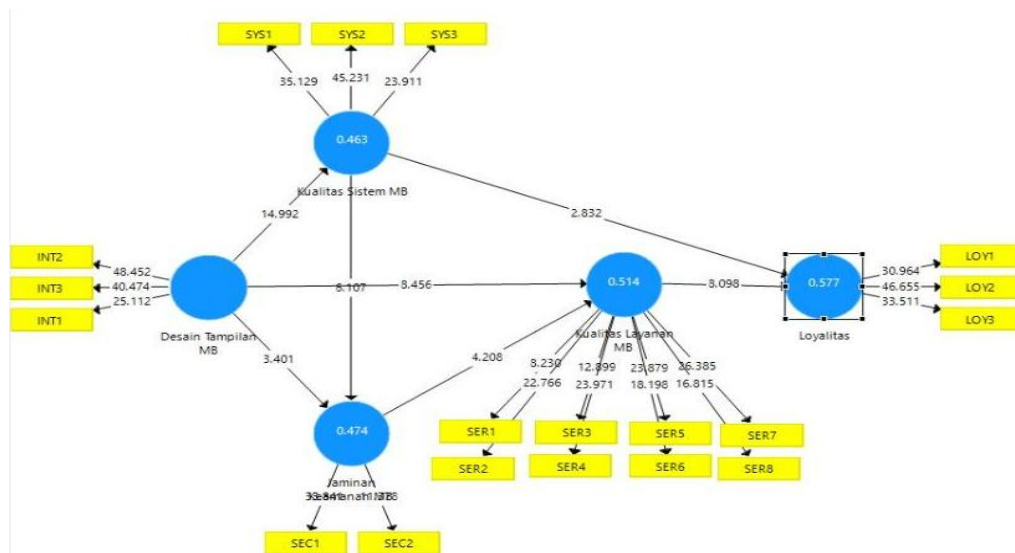 SYS1
SYS2
SYS3
35.129
45.231
23.911
0.463
Kualitas Sistem MB
14.992
2.832
INT2
INT3
INT1
48.452
40.474
25.112
Desain Tampilan
MB
8.456
3.401
4.208
0.514
Kualitas Layanan
MB
8.098
0.577
Loyalitas
30.964
46.655
33.511
LOY1
LOY2
LOY3
8.230
22.766
12.899
23.971
23.879
18.198
16.815
SER1
SER3
SER5
SER7
SER2
SER4
SER6
SER8
0.474
Jaminan
Keamanan MB
SEC1
SEC2